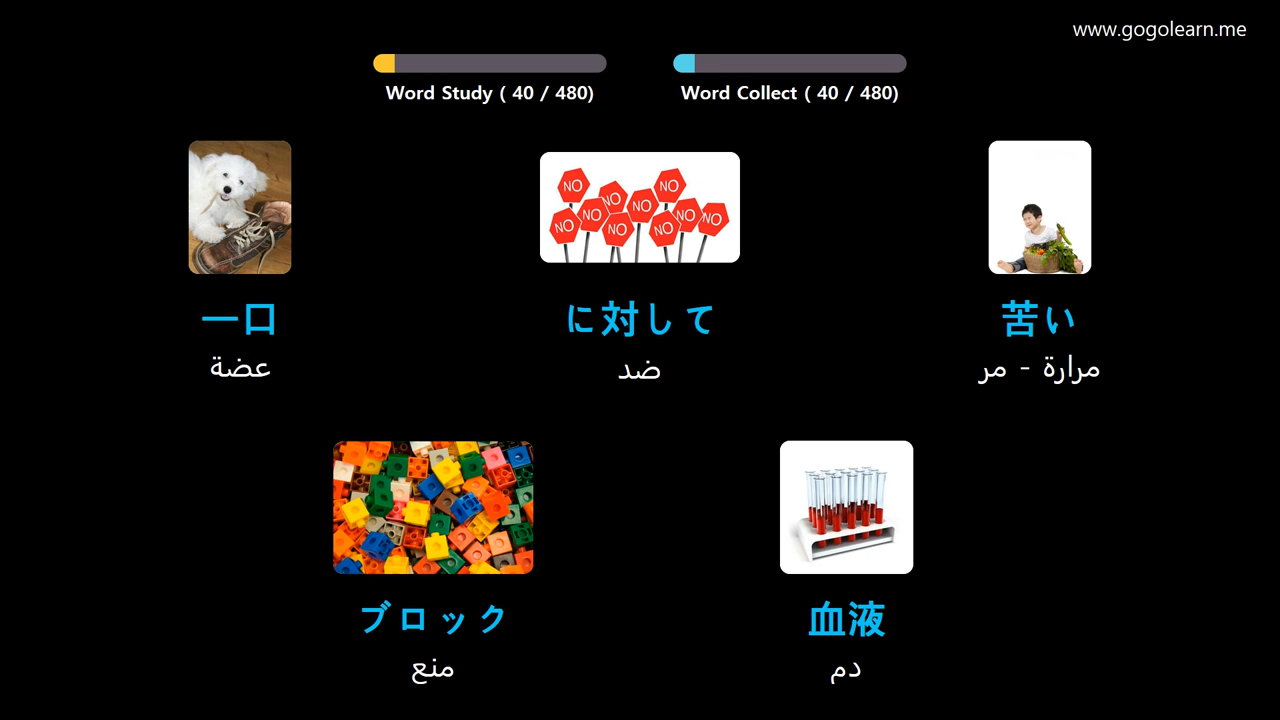 www.gogolearn.me
Word Study ( 40 / 480)
Word Collect ( 40 / 480)
NO NO NO NO NO NO NO NO NO NO
一口
に対して
苦い
عضة
ضد
مرارة - مر
ブロック
血液
منع
دم